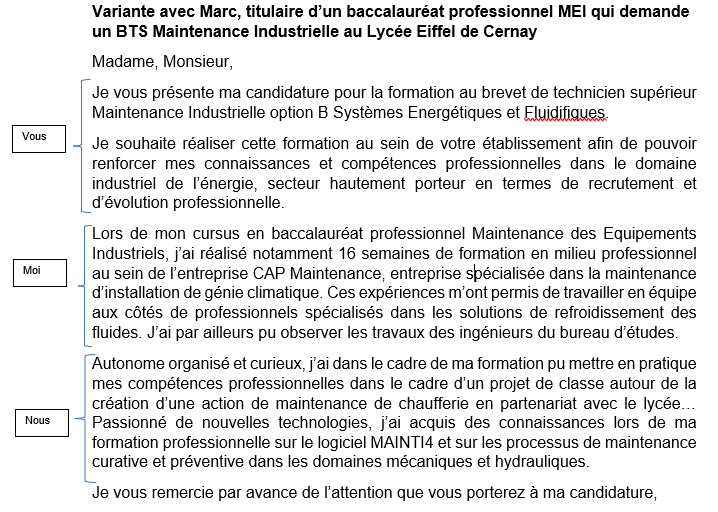 Variante avec Marc, titulaire d’un baccalauréat professionnel MEI qui demande
un BTS Maintenance Industrielle au Lycée Eiffel de Cernay
Madame, Monsieur,
Je vous présente ma candidature pour la formation au brevet de technicien supérieur
Maintenance Industrielle option B Systèmes Energétiques et Fluidifiques.
Vous
Je souhaite réaliser cette formation au sein de votre établissement afin de pouvoir
renforcer mes connaissances et compétences professionnelles dans le domaine
industriel de l’énergie, secteur hautement porteur en termes de recrutement et
d’évolution professionnelle.
Lors de mon cursus en baccalauréat professionnel Maintenance des Equipements
Industriels, j’ai réalisé notamment 16 semaines de formation en milieu professionnel
Moi
au sein de l’entreprise CAP Maintenance, entreprise spécialisée dans la maintenance
d’installation de génie climatique. Ces expériences m’ont permis de travailler en équipe
aux côtés de professionnels spécialisés dans les solutions de refroidissement des
fluides. J’ai par ailleurs pu observer les travaux des ingénieurs du bureau d’études.
Autonome organisé et curieux, j’ai dans le cadre de ma formation pu mettre en pratique
mes compétences professionnelles dans le cadre d’un projet de classe autour de la
création d’une action de maintenance de chaufferie en partenariat avec le lycée…
Nous
Passionné de nouvelles technologies, j’ai acquis des connaissances lors de ma
formation professionnelle sur le logiciel MAINTI4 et sur les processus de maintenance
curative et préventive dans les domaines mécaniques et hydrauliques.
Je vous remercie par avance de l’attention que vous porterez à ma candidature,